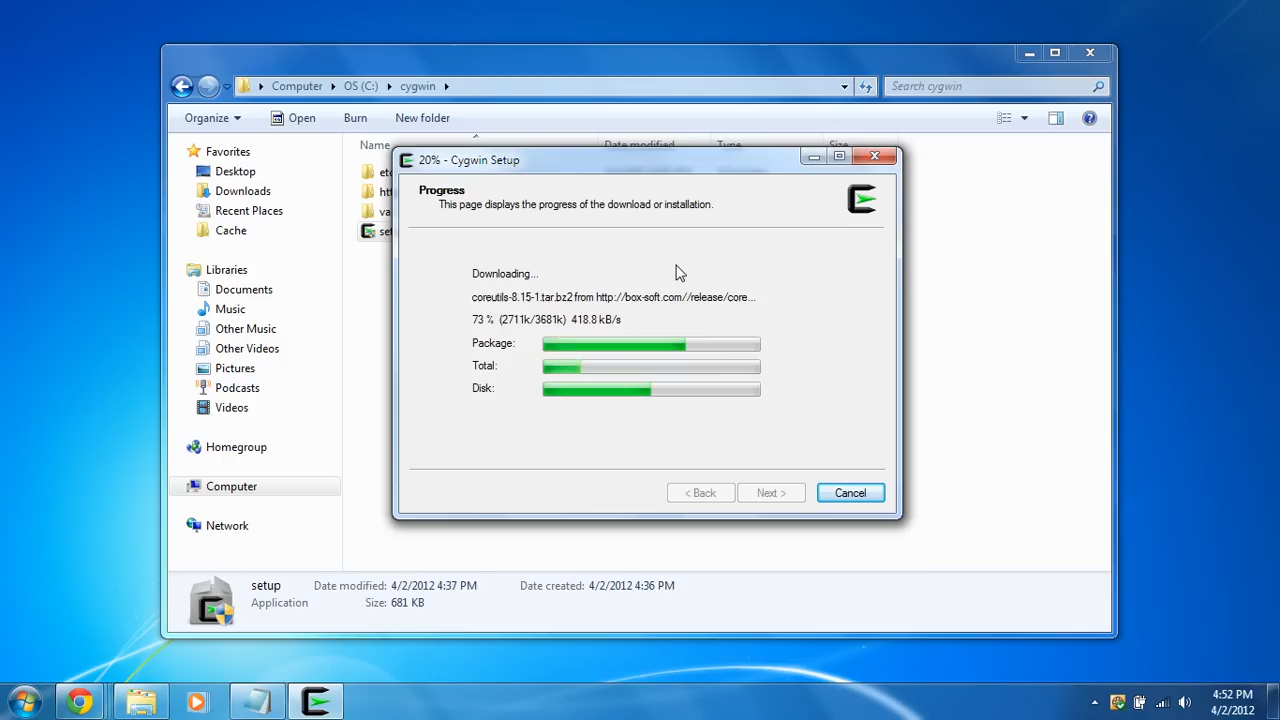 Computer OS (C:) cygwin
Search cygwin
Organize Open Burn New folder
Name Date modified Type Size
Favorites
Desktop
Downloads
Recent Places
Cache
Libraries
Documents
Music
Other Music
Other Videos
Pictures
Podcasts
Videos
Homegroup
Computer
Network
20% - Cygwin Setup
Progress
This page displays the progress of the download or installation.
Downloading...
coreutils-8.15-1.tar.bz2 from http://box-soft.com//release/core...
73 % (2711k/3681k) 418.8 kB/s
Package:
Total:
Disk:
< Back Next > Cancel
setup Date modified: 4/2/2012 4:37 PM Date created: 4/2/2012 4:36 PM
Application Size: 681 KB
4:52 PM
4/2/2012